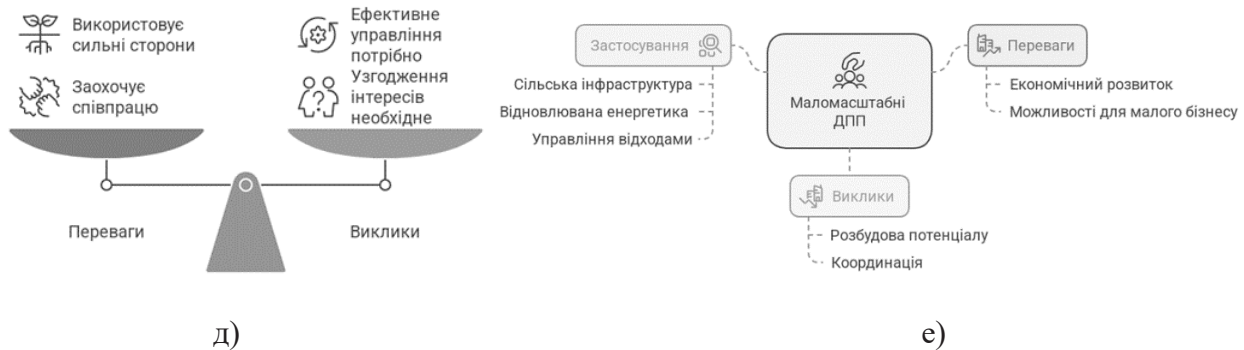 Використовує
сильні сторони
Заохочує
співпрацю
Ефективне
управління
потрібно
Узгодження
інтересів
необхідне
Переваги
Виклики
д)
Застосування
Сільська інфраструктура
Відновлювана енергетика
Управління відходами
Маломасштабні
ДПП
Переваги
Економічний розвиток
Можливості для малого бізнесу
Виклики
Розбудова потенціалу
Координація
е)